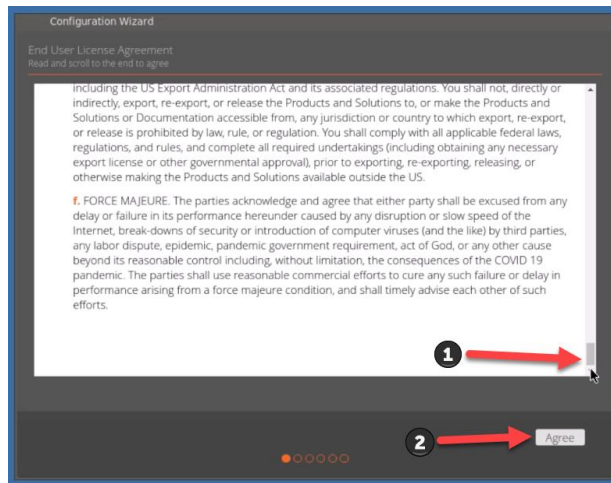 Configuration Wizard
End User License Agreement
Read and scroll to the end to agree
including the US Export Administration Act and its associated regulations. You shall not, directly or
indirectly, export, re-export, or release the Products and Solutions to, or make the Products and
Solutions or Documentation accessible from, any jurisdiction or country to which export, re-export,
or release is prohibited by law, rule, or regulation. You shall comply with all applicable federal laws,
regulations, and rules, and complete all required undertakings (including obtaining any necessary
export license or other governmental approval), prior to exporting, re-exporting, releasing, or
otherwise making the Products and Solutions available outside the US.
f. FORCE MAJEURE. The parties acknowledge and agree that either party shall be excused from any
delay or failure in its performance hereunder caused by any disruption or slow speed of the
Internet, break-downs of security or introduction of computer viruses (and the like) by third parties,
any labor dispute, epidemic, pandemic government requirement, act of God, or any other cause
beyond its reasonable control including, without limitation, the consequences of the COVID 19
pandemic. The parties shall use reasonable commercial efforts to cure any such failure or delay in
performance arising from a force majeure condition, and shall timely advise each other of such
efforts.
1
2
Agree